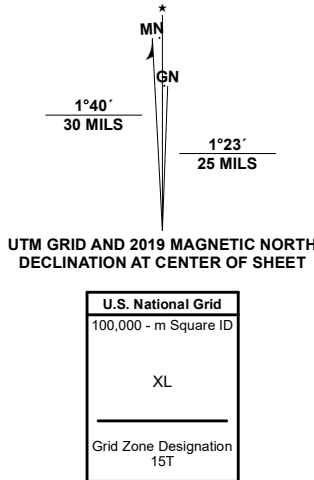 ★
MN
GN
1°40´
30 MILS
1°23´
25 MILS
UTM GRID AND 2019 MAGNETIC NORTH
DECLINATION AT CENTER OF SHEET
U.S. National Grid
100,000 - m Square ID
XL
Grid Zone Designation
15T